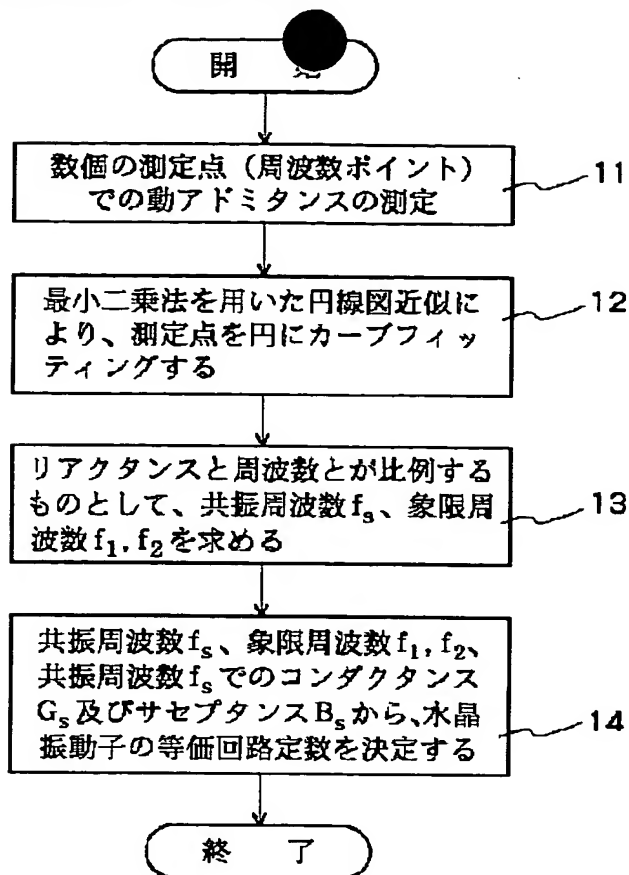 開
数個の測定点(周波数ポイント)
での動アドミタンスの測定
11
最小二乗法を用いた円線図近似に
より、測定点を円にカーブフィッ
ティングする
12
リアクタンスと周波数とが比例する
ものとして、共振周波数fs、象限周
波数f1, f2を求める
13
共振周波数fs、象限周波数f1, f2、
共振周波数fsでのコンダクタンス
Gs及びサセプタンスBsから、水晶
振動子の等価回路定数を決定する
14
終 了